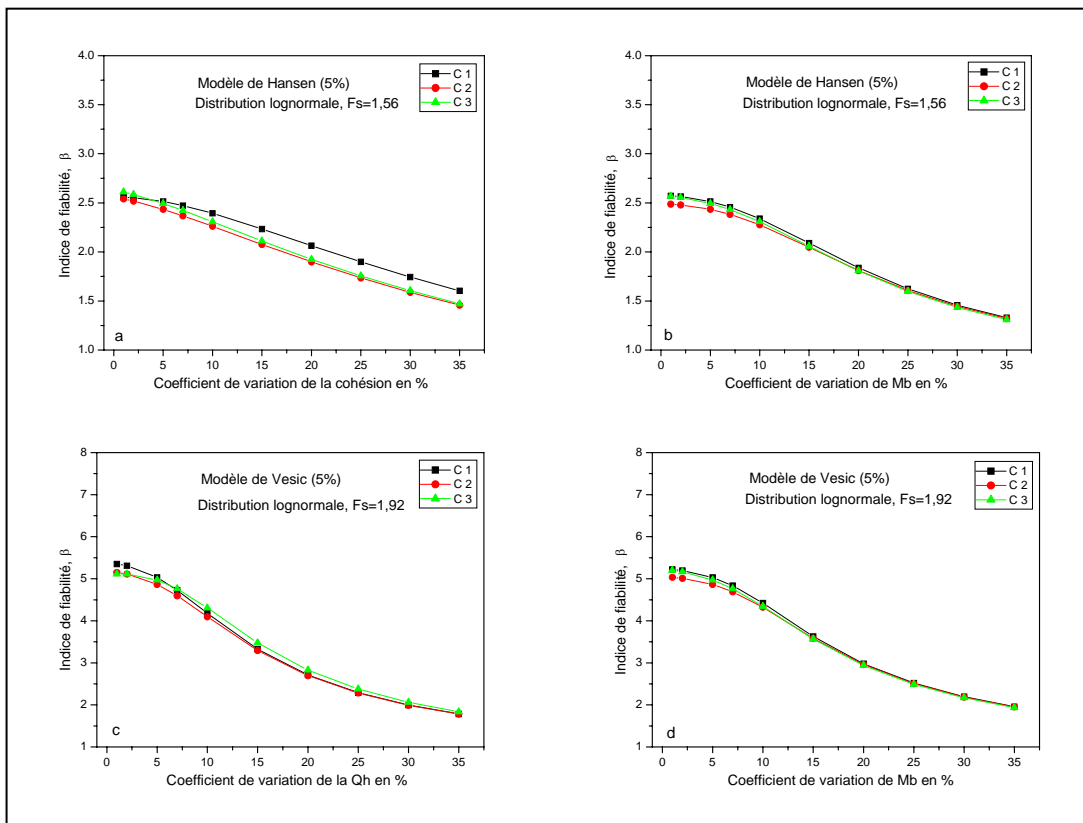 4.0
3.5
3.0
2.5
2.0
1.5
1.0
Indice de fiabilité, β
Modèle de Hansen (5%)
Distribution lognormale, Fs=1,56
C 1
C 2
C 3
a
0 5 10 15 20 25 30 35
Coefficient de variation de la cohésion en %
4.0
3.5
3.0
2.5
2.0
1.5
1.0
Indice de fiabilité, β
Modèle de Hansen (5%)
Distribution lognormale, Fs=1,56
C 1
C 2
C 3
b
0 5 10 15 20 25 30 35
Coefficient de variation de Mb en %
8
7
6
5
4
3
2
1
Indice de fiabilité, β
Modèle de Vesic (5%)
Distribution lognormale, Fs=1,92
C 1
C 2
C 3
c
0 5 10 15 20 25 30 35
Coefficient de variation de la Qh en %
8
7
6
5
4
3
2
1
Indice de fiabilité, β
Modèle de Vesic (5%)
Distribution lognormale, Fs=1,92
C 1
C 2
C 3
d
0 5 10 15 20 25 30 35
Coefficient de variation de Mb en %